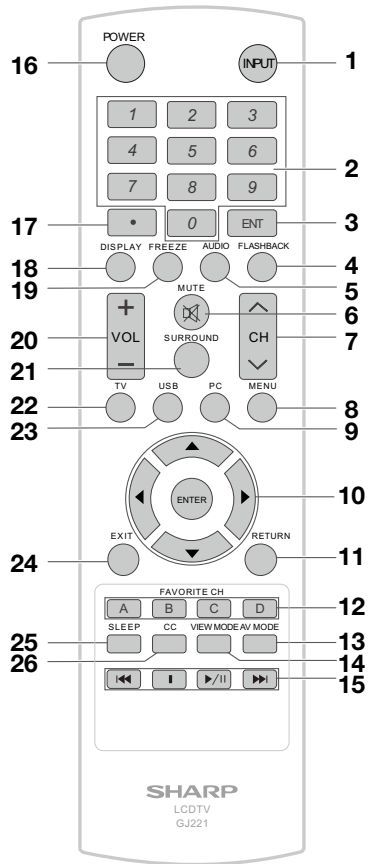 POWER
16
INPUT
1
1 2 3
4 5 6
2
7 8 9
17
•
0
ENT
3
DISPLAY FREEZE AUDIO FLASHBACK
18
19
4
5
MUTE
6
+
VOL
–
20
CH
7
SURROUND
21
TV USB PC MENU
22
23
8
9
ENTER
10
EXIT RETURN
24
11
FAVORITE CH
A B C D
12
SLEEP CC VIEW MODE AV MODE
25
26
13
14
15
SHARP
LCDTV
GJ221